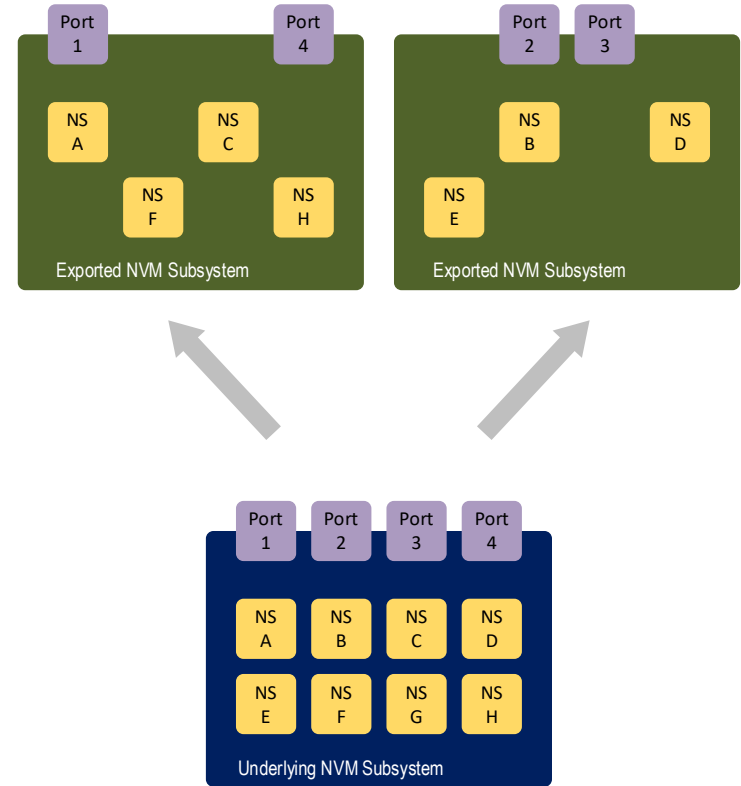 Port
1
Port
4
NS
A
NS
C
NS
F
NS
H
Exported NVM Subsystem
Port
2
Port
3
NS
B
NS
D
NS
E
Exported NVM Subsystem
Port
1
Port
2
Port
3
Port
4
NS
A
NS
B
NS
C
NS
D
NS
E
NS
F
NS
G
NS
H
Underlying NVM Subsystem